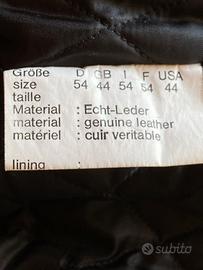 Größe D GB I F USA
size 54 44 54 54 44
taille
Material : Echt-Leder
material : genuine leather
matériel : cuir veritable
lining :
subito